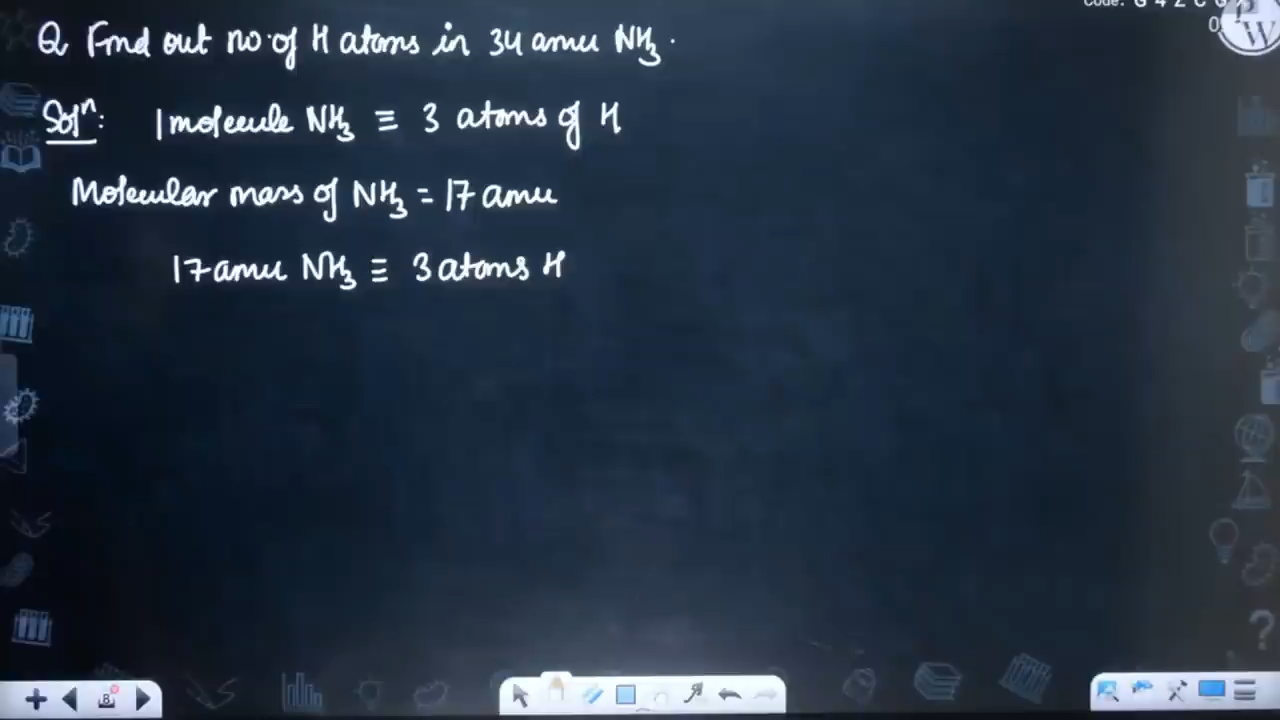 Q Find out no. of H atoms in 34 amu NH₃.
Solⁿ: 1 molecule NH₃ ≡ 3 atoms of H
Molecular mass of NH₃ = 17 amu
17 amu NH₃ ≡ 3 atoms H
W
8
?